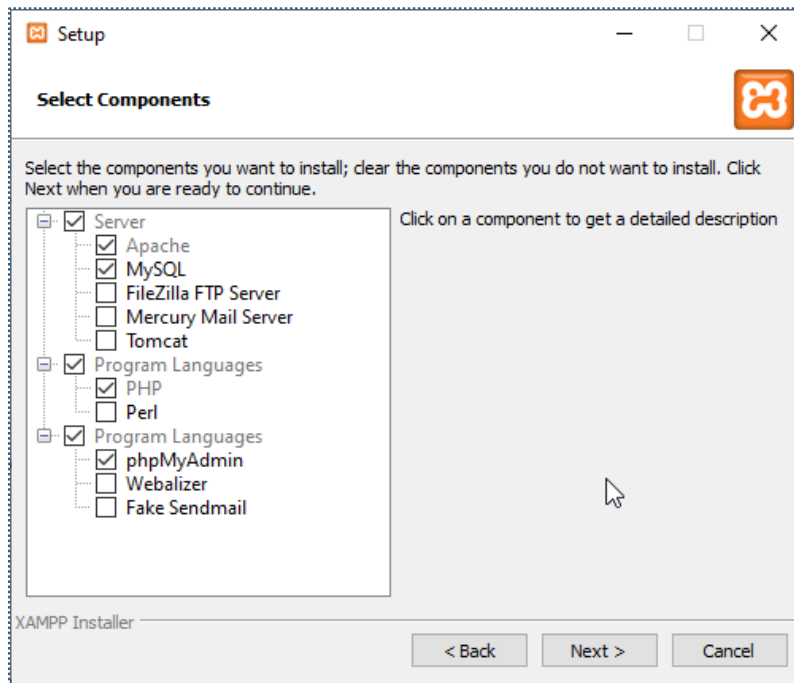 Setup
Select Components
Select the components you want to install; clear the components you do not want to install. Click
Next when you are ready to continue.
Server
Apache
MySQL
FileZilla FTP Server
Mercury Mail Server
Tomcat
Program Languages
PHP
Perl
Program Languages
phpMyAdmin
Webalizer
Fake Sendmail
Click on a component to get a detailed description
XAMPP Installer
< Back
Next >
Cancel